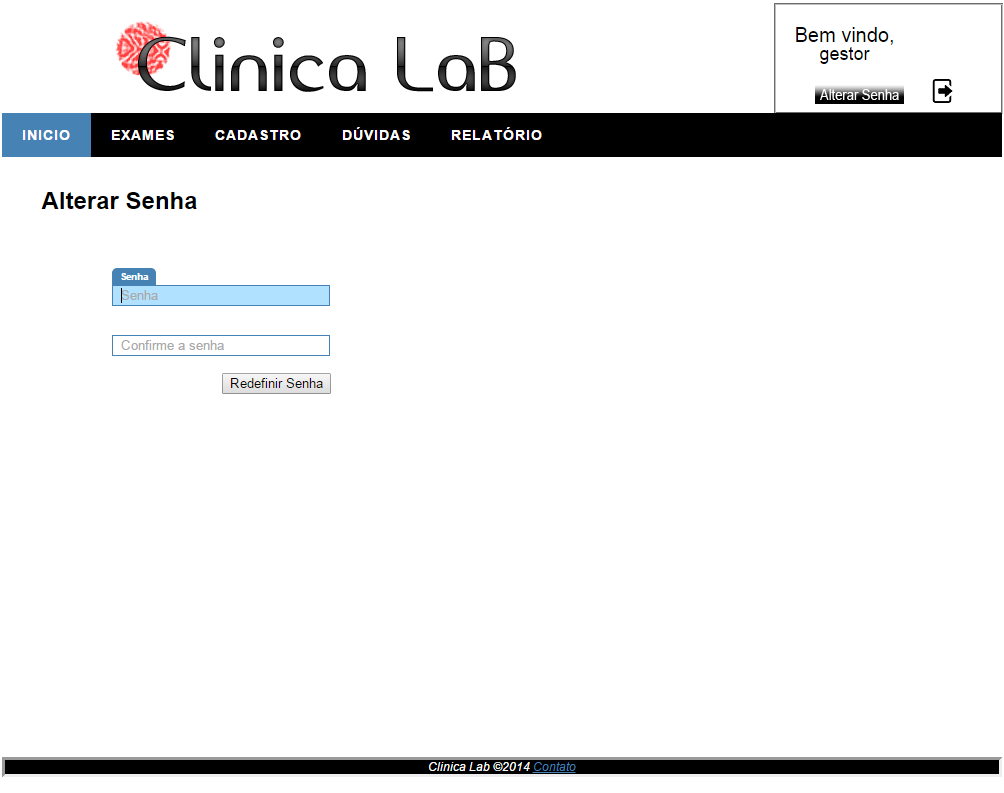 Clinica LaB
Bem vindo,
gestor
Alterar Senha
INICIO EXAMES CADASTRO DÚVIDAS RELATÓRIO
Alterar Senha
Senha
Senha
Confirme a senha
Redefinir Senha
Clinica Lab ©2014 Contato